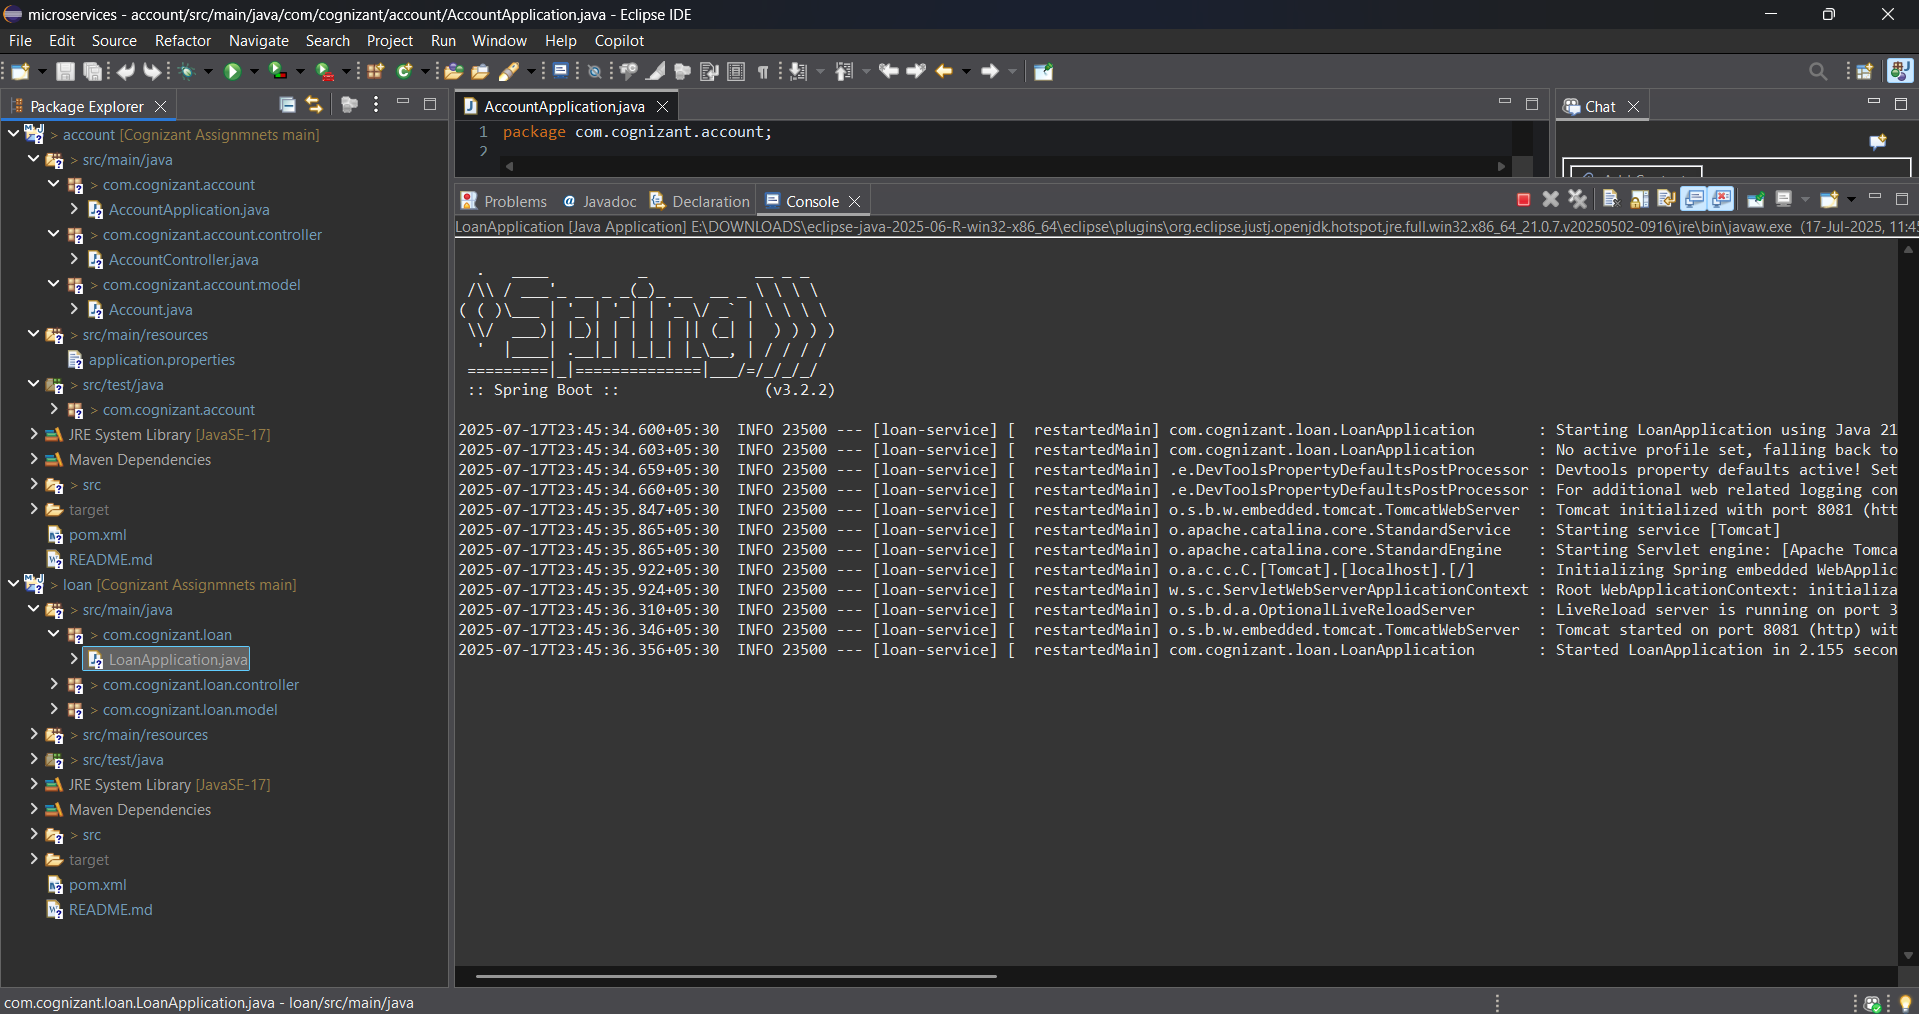 microservices - account/src/main/java/com/cognizant/account/AccountApplication.java - Eclipse IDE
File Edit Source Refactor Navigate Search Project Run Window Help Copilot
Package Explorer
account [Cognizant Assignmnets main]
src/main/java
com.cognizant.account
AccountApplication.java
com.cognizant.account.controller
AccountController.java
com.cognizant.account.model
Account.java
src/main/resources
application.properties
src/test/java
com.cognizant.account
JRE System Library [JavaSE-17]
Maven Dependencies
src
target
pom.xml
README.md
loan [Cognizant Assignmnets main]
src/main/java
com.cognizant.loan
LoanApplication.java
com.cognizant.loan.controller
com.cognizant.loan.model
src/main/resources
src/test/java
JRE System Library [JavaSE-17]
Maven Dependencies
src
target
pom.xml
README.md
AccountApplication.java
1 package com.cognizant.account;
2
Chat
Problems @ Javadoc Declaration Console
LoanApplication [Java Application] E:\DOWNLOADS\eclipse-java-2025-06-R-win32-x86_64\eclipse\plugins\org.eclipse.justj.openjdk.hotspot.jre.full.win32.x86_64_21.0.7.v20250502-0916\jre\bin\javaw.exe (17-Jul-2025, 11:45
Spring
:: Spring Boot :: (v3.2.2)
2025-07-17T23:45:34.600+05:30 INFO 23500 --- [loan-service] [ restartedMain] com.cognizant.loan.LoanApplication : Starting LoanApplication using Java 21
2025-07-17T23:45:34.603+05:30 INFO 23500 --- [loan-service] [ restartedMain] com.cognizant.loan.LoanApplication : No active profile set, falling back to
2025-07-17T23:45:34.659+05:30 INFO 23500 --- [loan-service] [ restartedMain] .e.DevToolsPropertyDefaultsPostProcessor : Devtools property defaults active! Set
2025-07-17T23:45:34.660+05:30 INFO 23500 --- [loan-service] [ restartedMain] .e.DevToolsPropertyDefaultsPostProcessor : For additional web related logging con
2025-07-17T23:45:35.847+05:30 INFO 23500 --- [loan-service] [ restartedMain] o.s.b.w.embedded.tomcat.TomcatWebServer : Tomcat initialized with port 8081 (htt
2025-07-17T23:45:35.865+05:30 INFO 23500 --- [loan-service] [ restartedMain] o.apache.catalina.core.StandardService : Starting service [Tomcat]
2025-07-17T23:45:35.865+05:30 INFO 23500 --- [loan-service] [ restartedMain] o.apache.catalina.core.StandardEngine : Starting Servlet engine: [Apache Tomca
2025-07-17T23:45:35.922+05:30 INFO 23500 --- [loan-service] [ restartedMain] o.a.c.c.C.[Tomcat].[localhost].[/] : Initializing Spring embedded WebApplic
2025-07-17T23:45:35.924+05:30 INFO 23500 --- [loan-service] [ restartedMain] w.s.c.ServletWebServerApplicationContext : Root WebApplicationContext: initializa
2025-07-17T23:45:36.310+05:30 INFO 23500 --- [loan-service] [ restartedMain] o.s.b.d.a.OptionalLiveReloadServer : LiveReload server is running on port 3
2025-07-17T23:45:36.346+05:30 INFO 23500 --- [loan-service] [ restartedMain] o.s.b.w.embedded.tomcat.TomcatWebServer : Tomcat started on port 8081 (http) wit
2025-07-17T23:45:36.356+05:30 INFO 23500 --- [loan-service] [ restartedMain] com.cognizant.loan.LoanApplication : Started LoanApplication in 2.155 secon
com.cognizant.loan.LoanApplication.java - loan/src/main/java